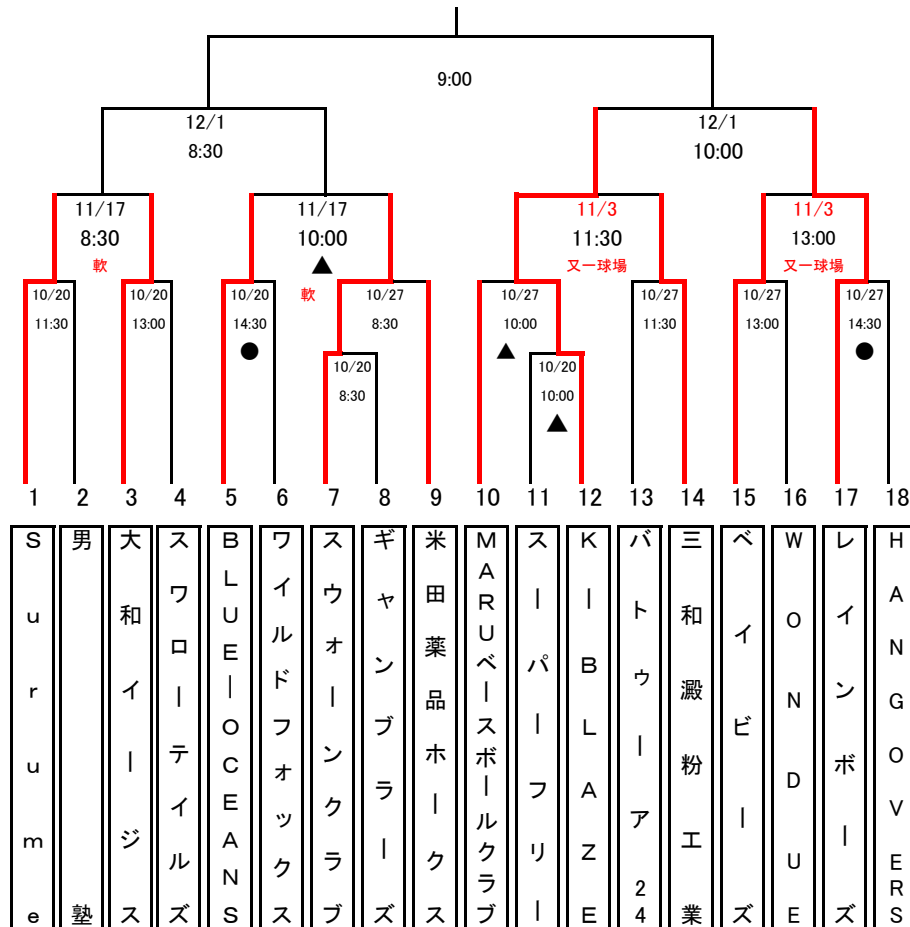 9:00
12/1
8:30
12/1
10:00
11/17
8:30
軟
11/17
10:00
▲
軟
11/3
11:30
又一球場
11/3
13:00
又一球場
10/20
11:30
10/20
13:00
10/20
14:30
●
10/27
8:30
10/27
10:00
▲
10/27
11:30
10/27
13:00
10/27
14:30
●
10/20
8:30
10/20
10:00
▲
1 2 3 4 5 6 7 8 9 10 11 12 13 14 15 16 17 18
Surume
男塾
大和イージス
スワローテイルズ
BLUE―OCEANS
ワイルドフォックス
スウォーンクラブ
ギャンブラーズ
米田薬品ホークス
MARUベースボールクラブ
スーパーフリー
K―BLAZE
バトゥーア24
三和澱粉工業
ベイビーズ
WONDUE
レインボーズ
HANGOVERS